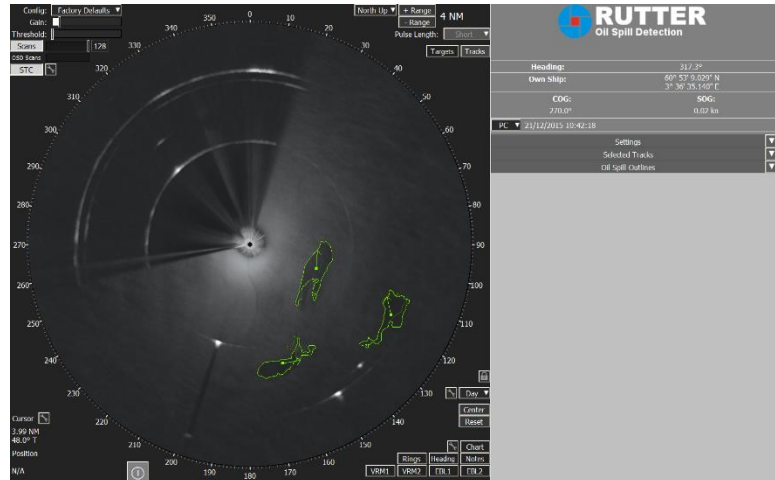 Config: Factory Defaults
Gain:
Threshold:
Scans 128
OSD Scans
STC
North Up
+ Range
- Range
4 NM
Pulse Length: Short
Targets
Tracks
0
10
20
30
40
50
60
70
80
90
100
110
120
130
140
150
160
170
180
190
200
210
220
230
240
250
260
270
280
290
300
310
320
330
340
350
Cursor
3.99 NM
48.0° T
Position
N/A
Day
Center
Reset
Chart
Rings Heading Notes
VRM1 VRM2 EBL1 EBL2
RUTTER
Oil Spill Detection
Heading: 317.3°
Own Ship: 60° 53' 9.029" N
3° 36' 35.140" E
COG: SOG:
270.0° 0.02 kn
PC 21/12/2015 10:42:18
Settings
Selected Tracks
Oil Spill Outlines